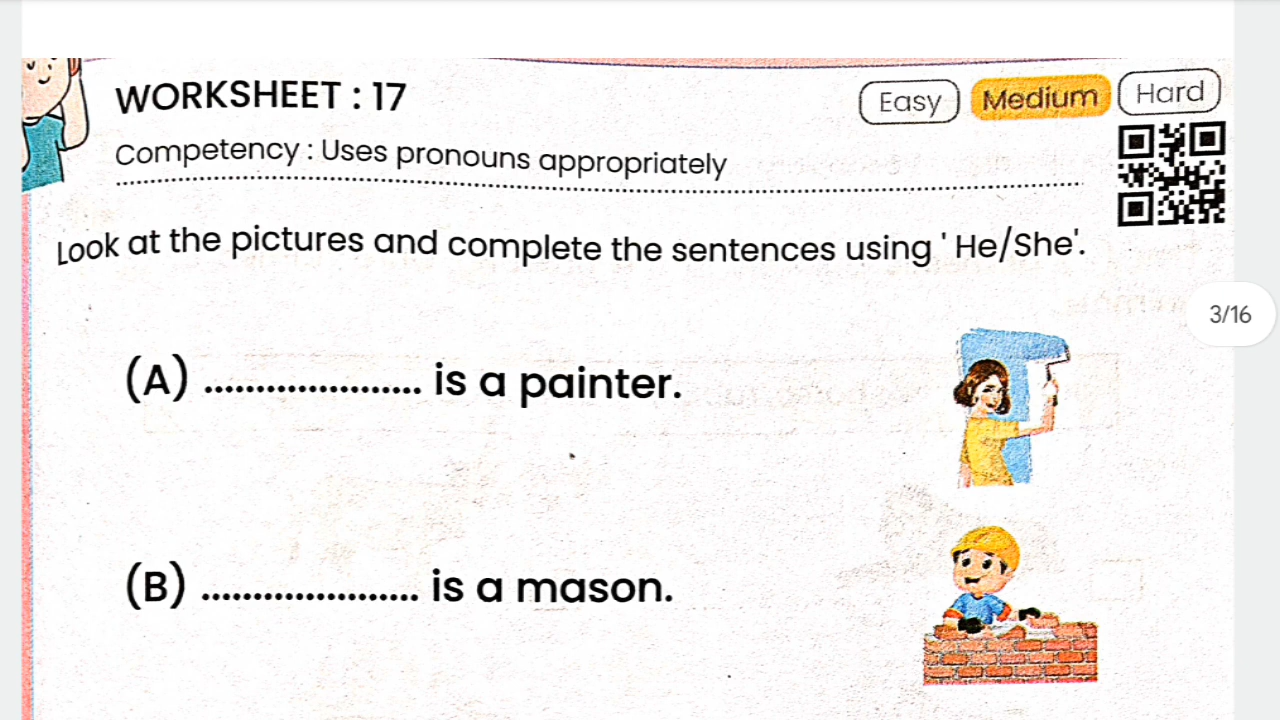 WORKSHEET : 17
Easy
Medium
Hard
Competency : Uses pronouns appropriately
Look at the pictures and complete the sentences using ' He/She'.
3/16
(A) ..................... is a painter.
(B) ..................... is a mason.